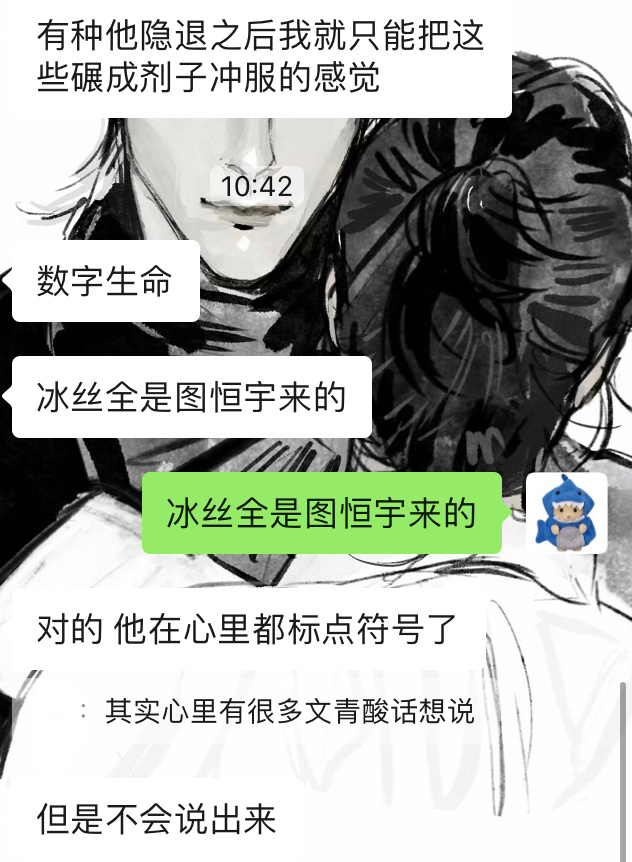 有种他隐退之后我就只能把这
些碾成剂子冲服的感觉
10:42
数字生命
冰丝全是图恒宇来的
冰丝全是图恒宇来的
对的 他在心里都标点符号了
: 其实心里有很多文青酸话想说
但是不会说出来